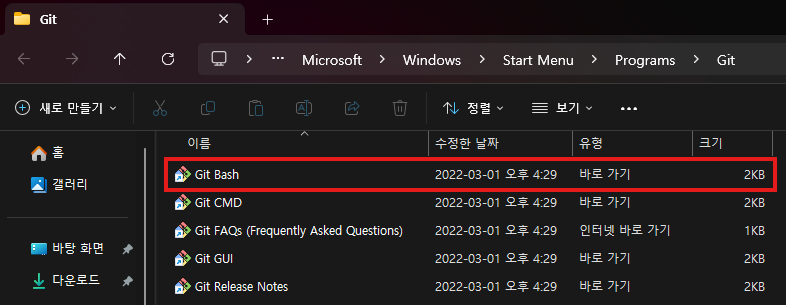 Git
Microsoft > Windows > Start Menu > Programs > Git
새로 만들기 정렬 보기
이름 수정한 날짜 유형 크기
홈
갤러리
바탕 화면
다운로드
Git Bash 2022-03-01 오후 4:29 바로 가기 2KB
Git CMD 2022-03-01 오후 4:29 바로 가기 2KB
Git FAQs (Frequently Asked Questions) 2022-03-01 오후 4:29 인터넷 바로 가기 1KB
Git GUI 2022-03-01 오후 4:29 바로 가기 2KB
Git Release Notes 2022-03-01 오후 4:29 바로 가기 2KB